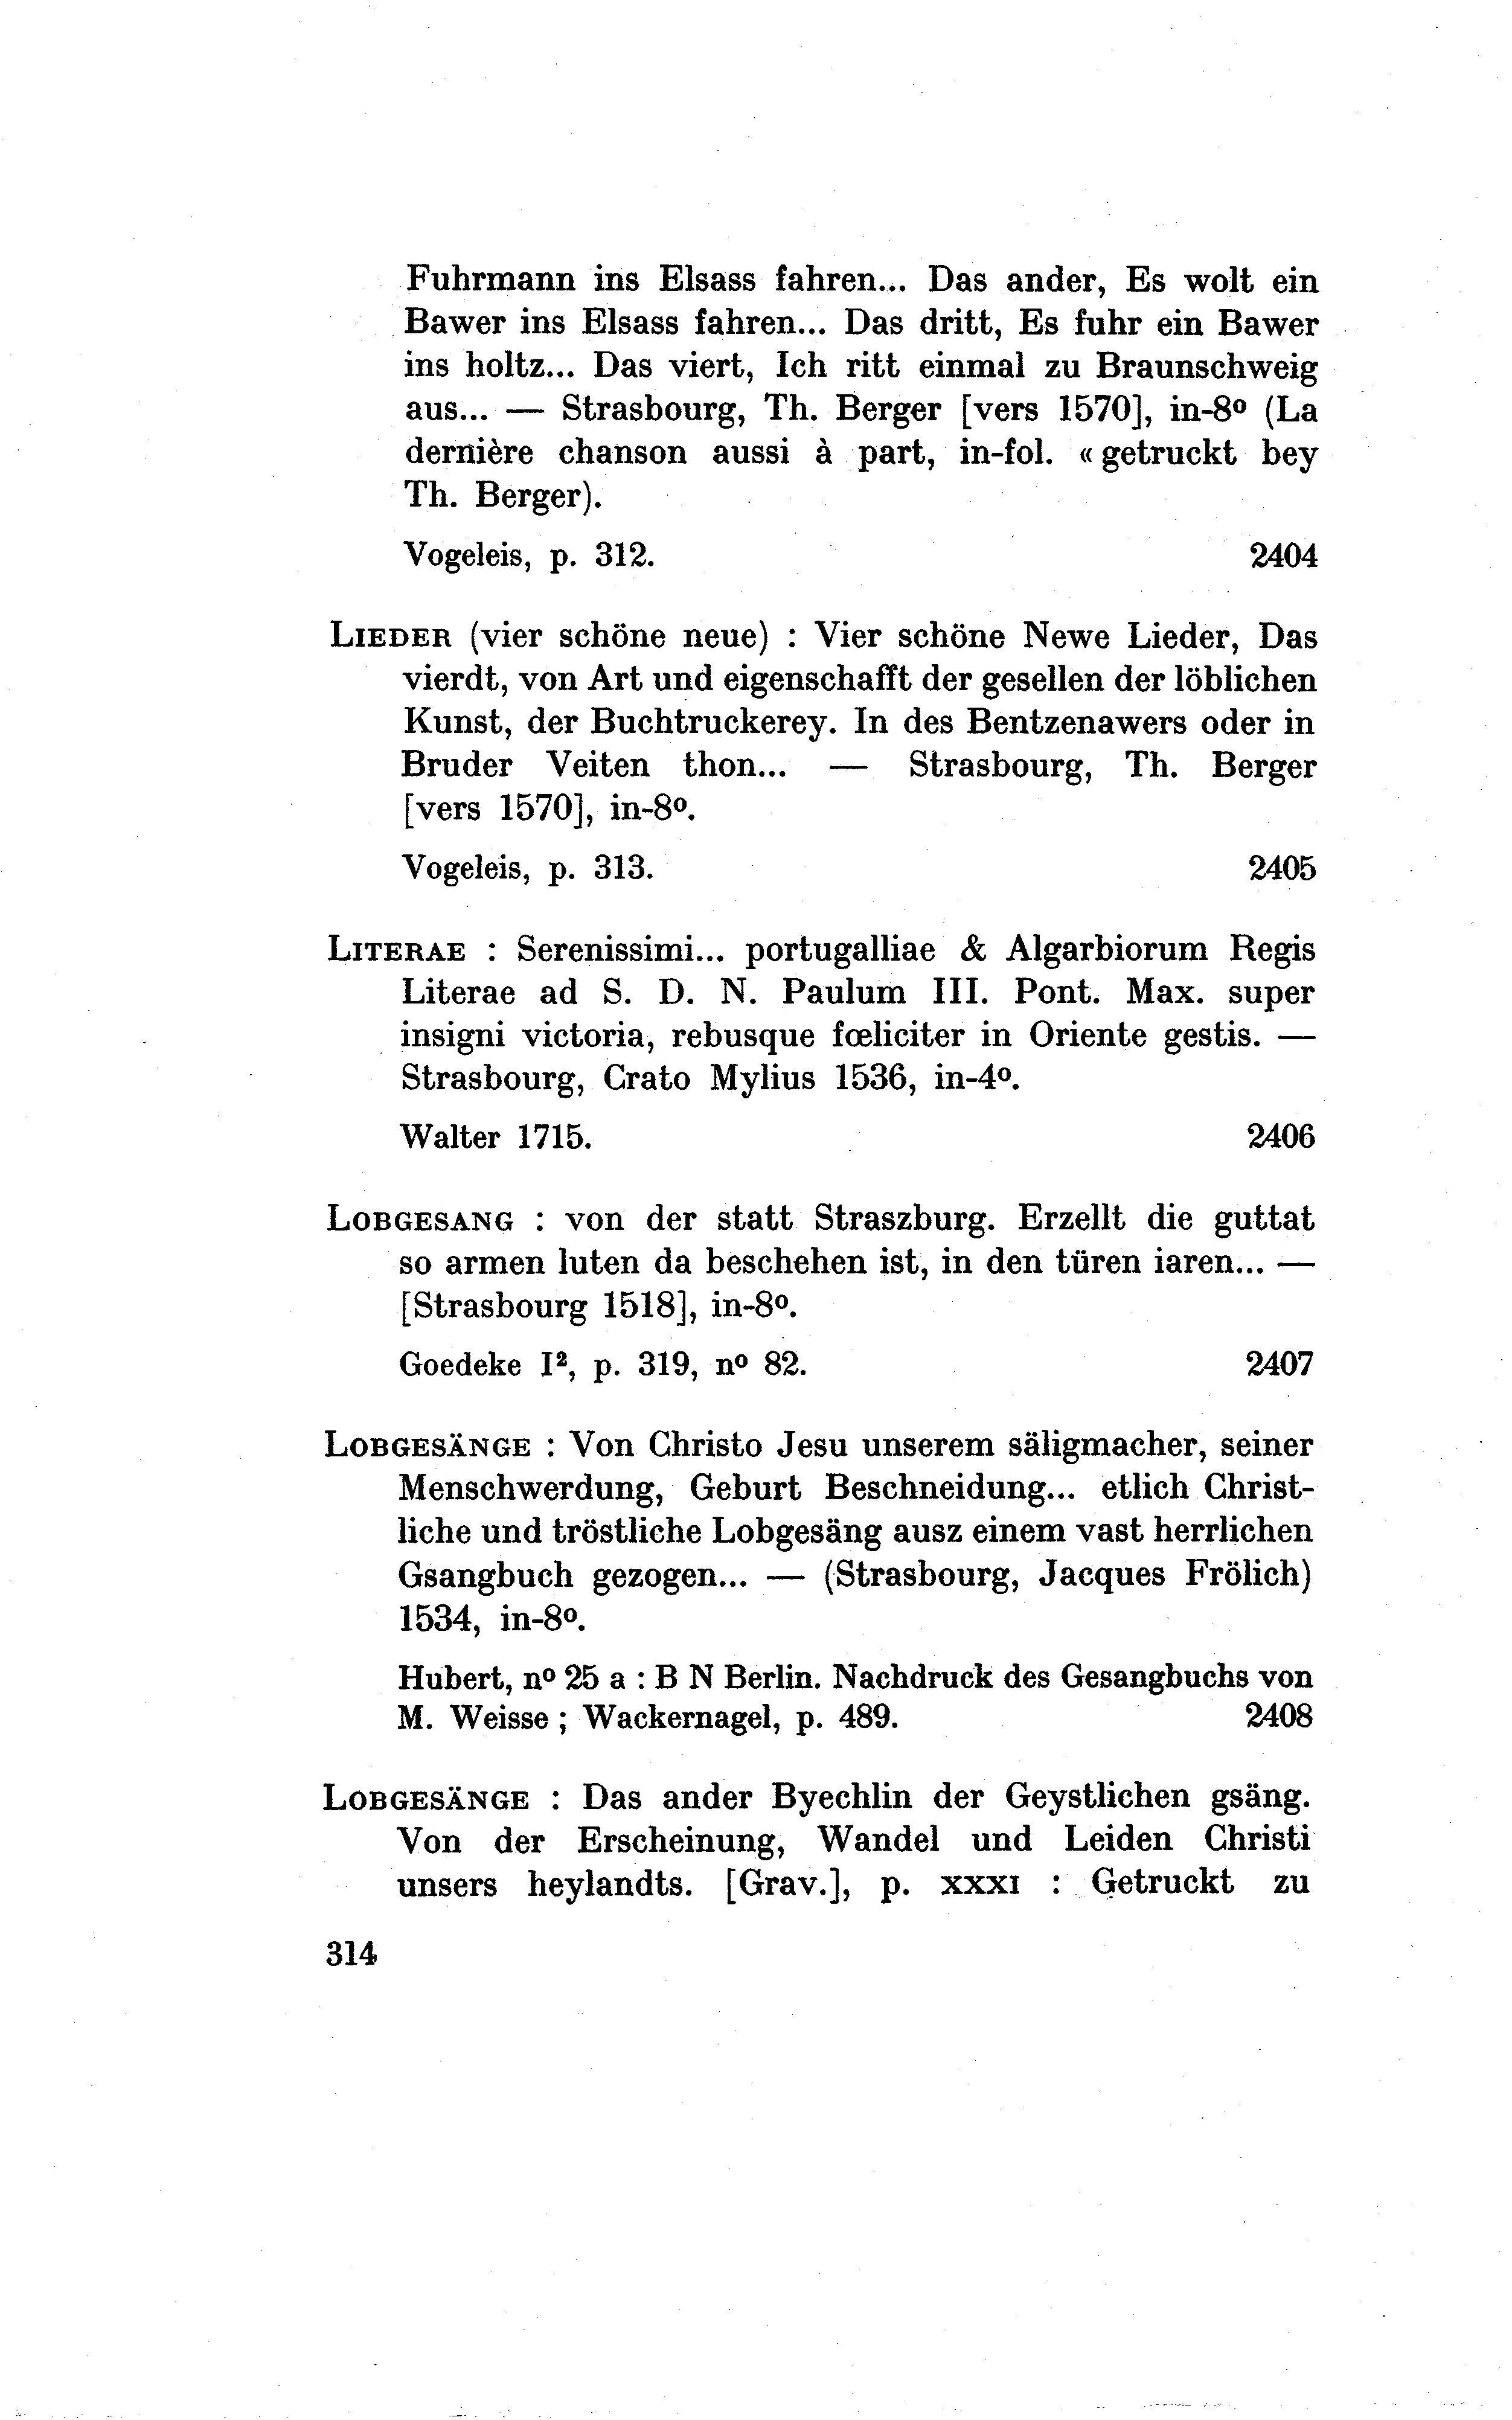 Fuhrmann ins Elsass fahren... Das ander, Es wolt ein
Bawer ins Elsass fahren... Das dritt, Es fuhr ein Bawer
ins holtz... Das viert, Ich ritt einmal zu Braunschweig
aus... — Strasbourg, Th. Berger [vers 1570], in-8º (La
dernière chanson aussi à part, in-fol. « getruckt bey
Th. Berger).
Vogeleis, p. 312. 2404
LIEDER (vier schöne neue) : Vier schöne Newe Lieder, Das
vierdt, von Art und eigenschafft der gesellen der löblichen
Kunst, der Buchtruckerey. In des Bentzenawers oder in
Bruder Veiten thon... — Strasbourg, Th. Berger
[vers 1570], in-8º.
Vogeleis, p. 313. 2405
LITERAE : Serenissimi... portugalliae & Algarbiorum Regis
Literae ad S. D. N. Paulum III. Pont. Max. super
insigni victoria, rebusque fœliciter in Oriente gestis. —
Strasbourg, Crato Mylius 1536, in-4º.
Walter 1715. 2406
LOBGESANG : von der statt Straszburg. Erzellt die guttat
so armen luten da beschehen ist, in den türen iaren... —
[Strasbourg 1518], in-8º.
Goedeke I², p. 319, nº 82. 2407
LOBGESÄNGE : Von Christo Jesu unserem säligmacher, seiner
Menschwerdung, Geburt Beschneidung... etlich Christ-
liche und tröstliche Lobgesäng ausz einem vast herrlichen
Gsangbuch gezogen... — (Strasbourg, Jacques Frölich)
1534, in-8º.
Hubert, nº 25 a : B N Berlin. Nachdruck des Gesangbuchs von
M. Weisse ; Wackernagel, p. 489. 2408
LOBGESÄNGE : Das ander Byechlin der Geystlichen gsäng.
Von der Erscheinung, Wandel und Leiden Christi
unsers heylandts. [Grav.], p. XXXI : Getruckt zu
314